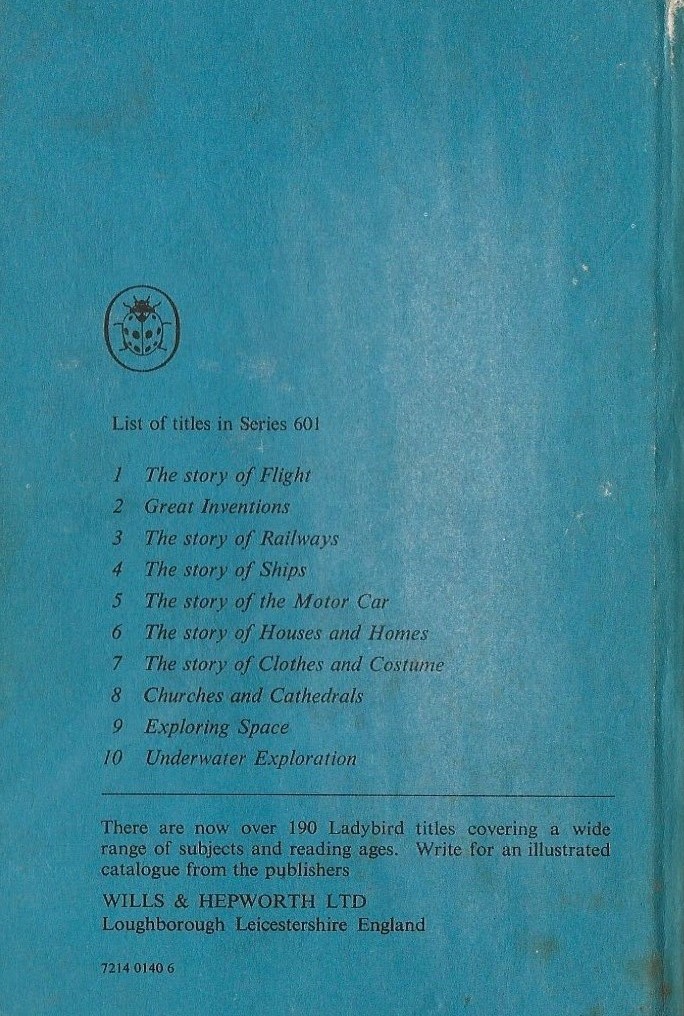 List of titles in Series 601
1 The story of Flight
2 Great Inventions
3 The story of Railways
4 The story of Ships
5 The story of the Motor Car
6 The story of Houses and Homes
7 The story of Clothes and Costume
8 Churches and Cathedrals
9 Exploring Space
10 Underwater Exploration
There are now over 190 Ladybird titles covering a wide
range of subjects and reading ages. Write for an illustrated
catalogue from the publishers
WILLS & HEPWORTH LTD
Loughborough Leicestershire England
7214 0140 6